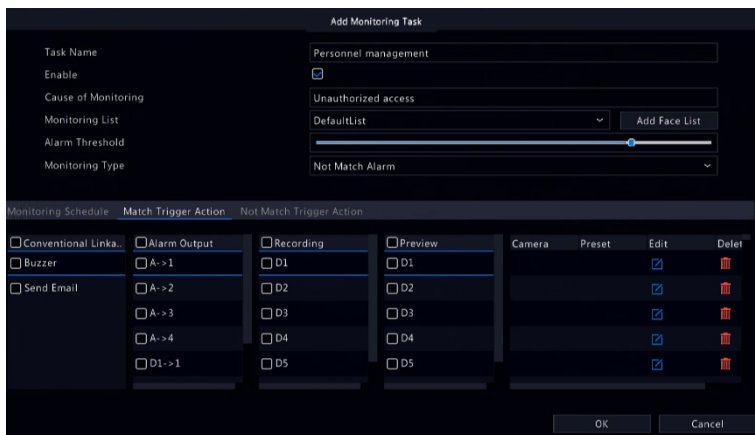 Add Monitoring Task
Task Name Personnel management
Enable
Cause of Monitoring Unauthorized access
Monitoring List DefaultList Add Face List
Alarm Threshold
Monitoring Type Not Match Alarm
Monitoring Schedule Match Trigger Action Not Match Trigger Action
Conventional Linka.. Alarm Output Recording Preview Camera Preset Edit Delet
Buzzer A->1 D1 D1
Send Email A->2 D2 D2
A->3 D3 D3
A->4 D4 D4
D1->1 D5 D5
OK Cancel